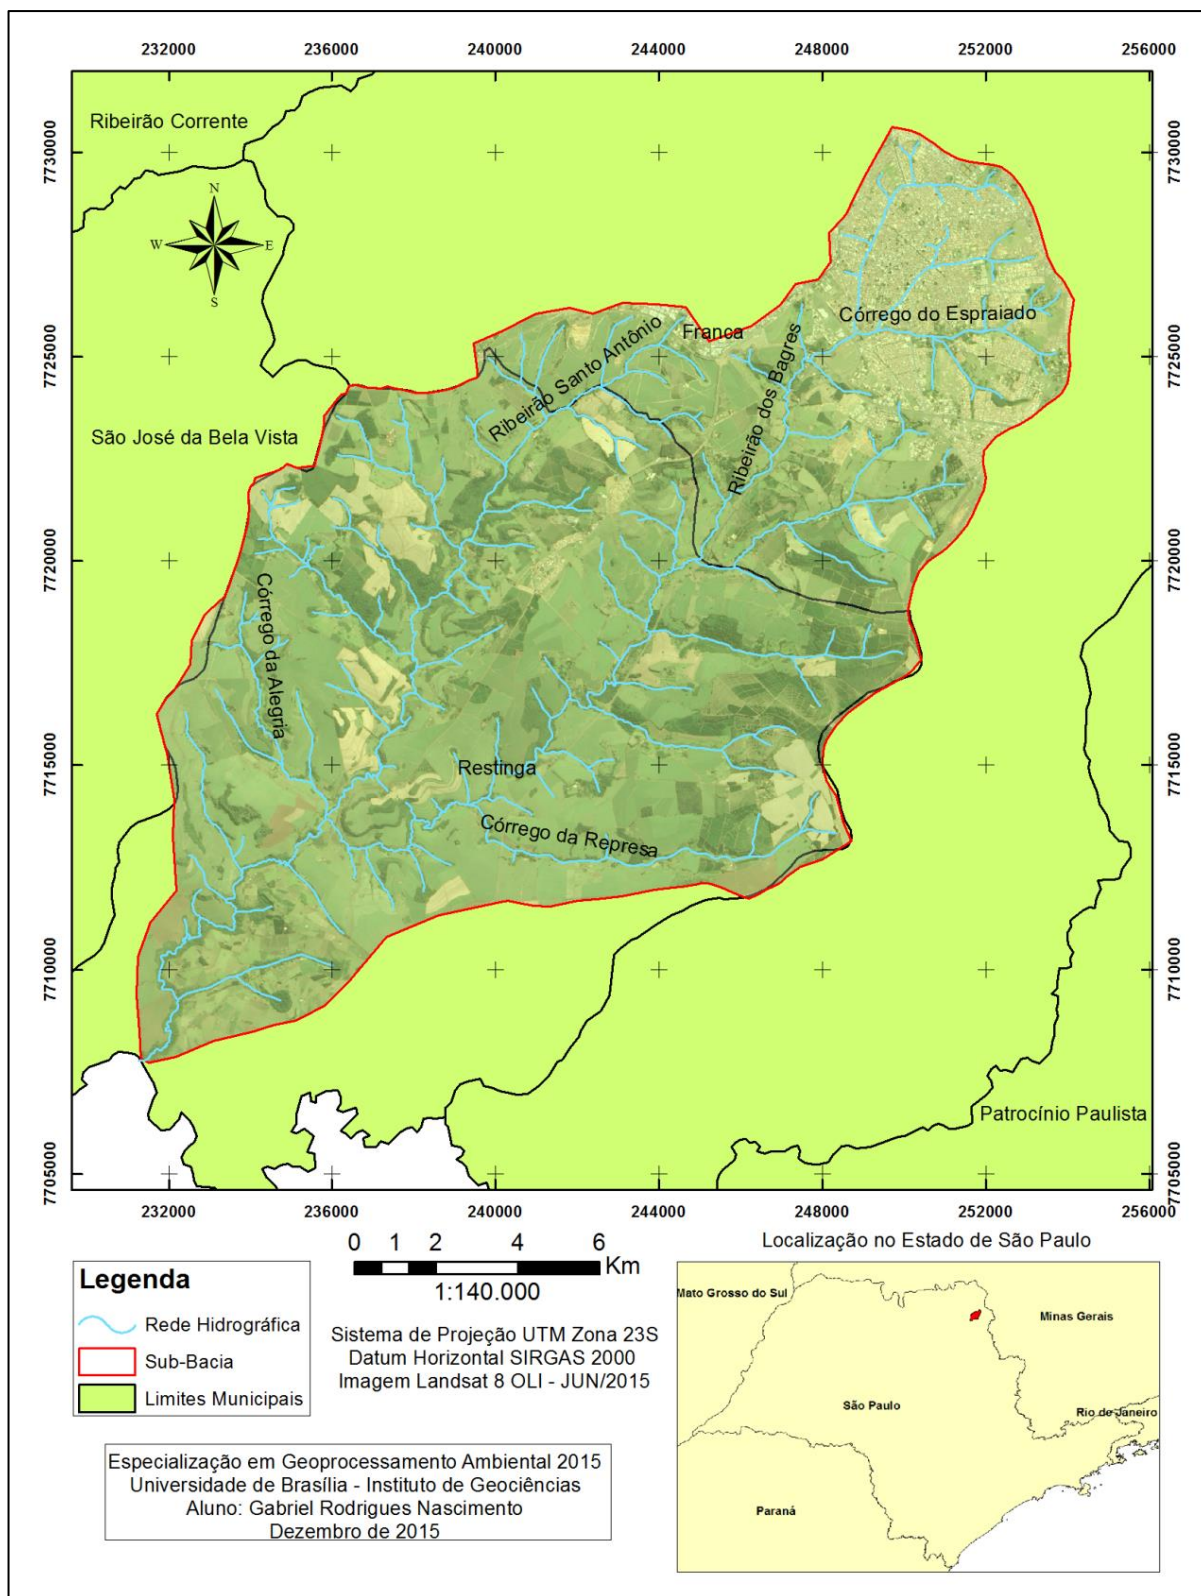 232000 236000 240000 244000 248000 252000 256000
Ribeirão Corrente
7730000
7730000
N
W E
S
Córrego do Espraiado
Franca
Ribeirão Santo Antônio
Ribeirão dos Bagres
7725000
7725000
São José da Bela Vista
7720000
7720000
Córrego da Alegria
7715000
7715000
Restinga
Córrego da Represa
7710000
7710000
Patrocínio Paulista
7705000
7705000
232000 236000 240000 244000 248000 252000 256000
0 1 2 4 6
Km
1:140.000
Legenda
Rede Hidrográfica
Sub-Bacia
Limites Municipais
Sistema de Projeção UTM Zona 23S
Datum Horizontal SIRGAS 2000
Imagem Landsat 8 OLI - JUN/2015
Especialização em Geoprocessamento Ambiental 2015
Universidade de Brasília - Instituto de Geociências
Aluno: Gabriel Rodrigues Nascimento
Dezembro de 2015
Localização no Estado de São Paulo
Mato Grosso do Sul
Minas Gerais
São Paulo
Rio de Janeiro
Paraná